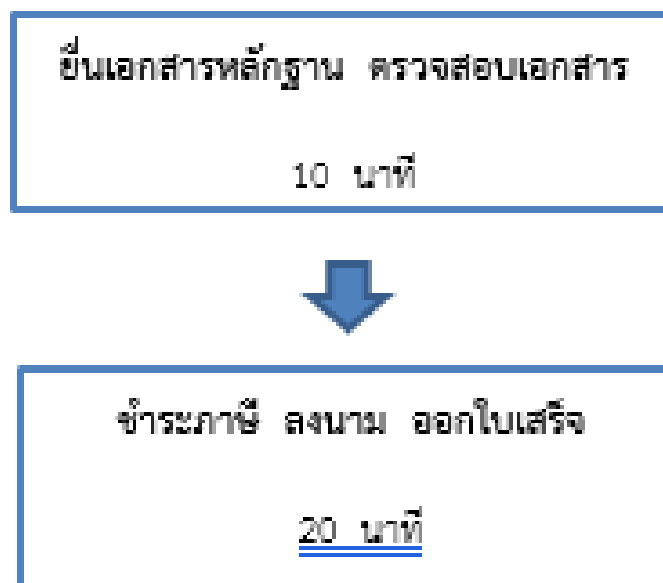 ยื่นเอกสารหลักฐาน ตรวจสอบเอกสาร
10 นาที
ชำระภาษี ลงนาม ออกใบเสร็จ
20 นาที